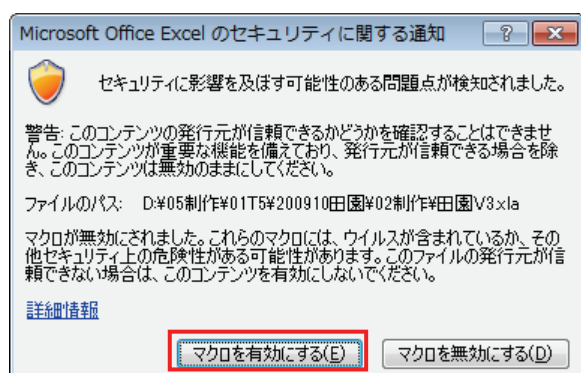 Microsoft Office Excel のセキュリティに関する通知
セキュリティに影響を及ぼす可能性のある問題点が検知されました。
警告: このコンテンツの発行元が信頼できるかどうかを確認することはできませ
ん。このコンテンツが重要な機能を備えており、発行元が信頼できる場合を除
き、このコンテンツは無効のままにしてください。
ファイルのパス: D:¥05制作¥01T5¥200910田園¥02制作¥田園V3.xla
マクロが無効にされました。これらのマクロには、ウイルスが含まれているか、その
他セキュリティ上の危険性がある可能性があります。このファイルの発行元が信
頼できない場合は、このコンテンツを有効にしないでください。
詳細情報
マクロを有効にする(E) マクロを無効にする(D)